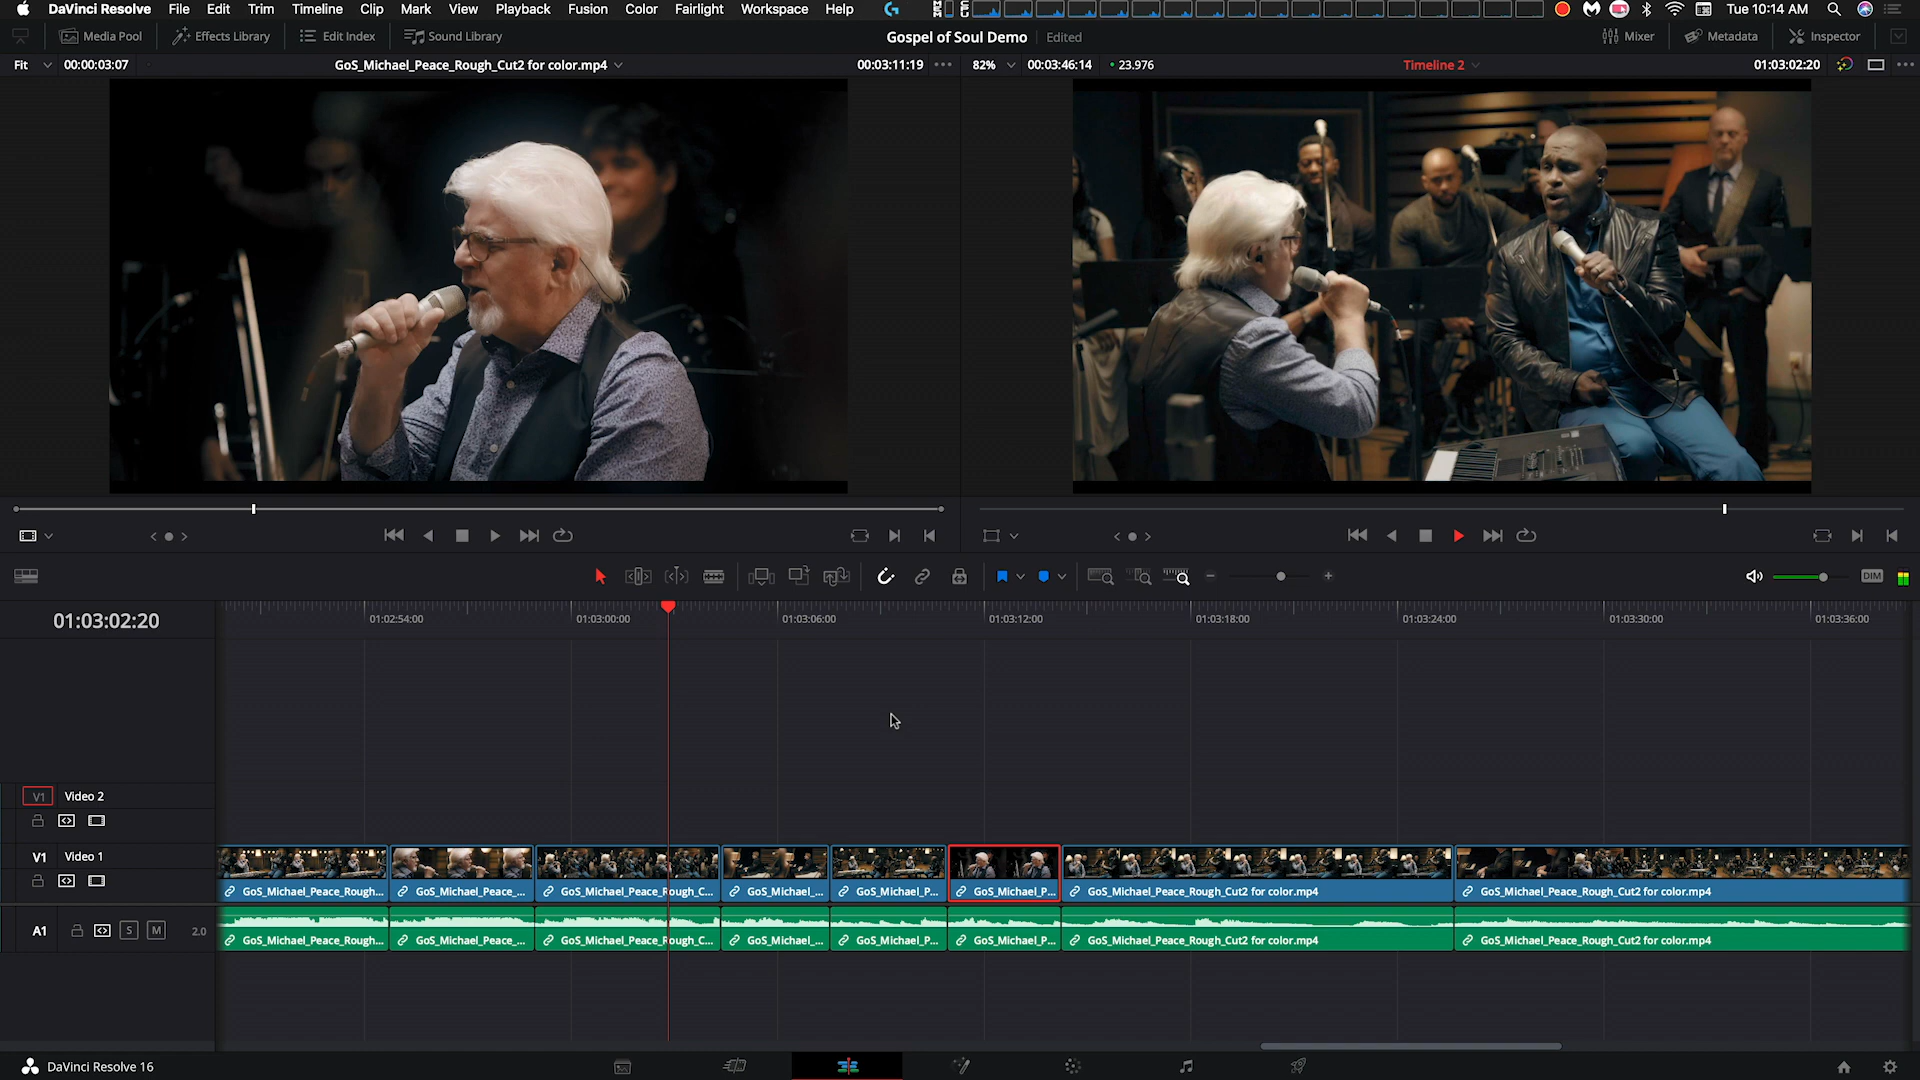 DaVinci Resolve File Edit Trim Timeline Clip Mark View Playback Fusion Color Fairlight Workspace Help Tue 10:14 AM
Media Pool Effects Library Edit Index Sound Library Gospel of Soul Demo Edited Mixer Metadata Inspector
Fit 00:00:03:07 GoS_Michael_Peace_Rough_Cut2 for color.mp4 00:03:11:19 ••• 82% 00:03:46:14 • 23.976 Timeline 2 01:03:02:20 •••
DIM
01:03:02:20 01:02:54:00 01:03:00:00 01:03:06:00 01:03:12:00 01:03:18:00 01:03:24:00 01:03:30:00 01:03:36:00
V1 Video 2
V1 Video 1
GoS_Michael_Peace_Rough... GoS_Michael_Peace_... GoS_Michael_Peace_Rough_C... GoS_Michael_... GoS_Michael_P... GoS_Michael_P... GoS_Michael_Peace_Rough_Cut2 for color.mp4 GoS_Michael_Peace_Rough_Cut2 for color.mp4
A1 S M 2.0
GoS_Michael_Peace_Rough... GoS_Michael_Peace_... GoS_Michael_Peace_Rough_C... GoS_Michael_... GoS_Michael_P... GoS_Michael_P... GoS_Michael_Peace_Rough_Cut2 for color.mp4 GoS_Michael_Peace_Rough_Cut2 for color.mp4
DaVinci Resolve 16